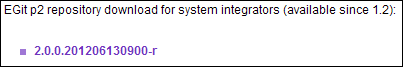 EGit p2 repository download for system integrators (available since 1.2):
2.0.0.201206130900-r